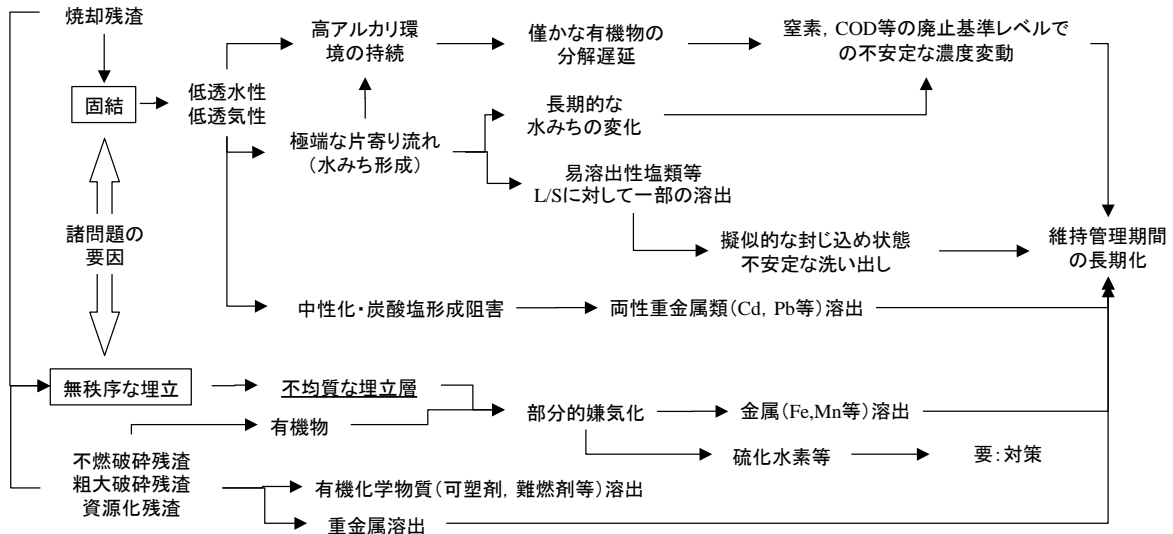 焼却残渣
固結
低透水性
低透気性
高アルカリ環
境の持続
僅かな有機物の
分解遅延
窒素, COD等の廃止基準レベルで
の不安定な濃度変動
極端な片寄り流れ
(水みち形成)
長期的な
水みちの変化
易溶出性塩類等
L/Sに対して一部の溶出
擬似的な封じ込め状態
不安定な洗い出し
維持管理期間
の長期化
諸問題の
要因
中性化・炭酸塩形成阻害
両性重金属類(Cd, Pb等)溶出
無秩序な埋立
不均質な埋立層
有機物
部分的嫌気化
金属(Fe,Mn等)溶出
硫化水素等
要:対策
不燃破砕残渣
粗大破砕残渣
資源化残渣
有機化学物質(可塑剤, 難燃剤等)溶出
重金属溶出